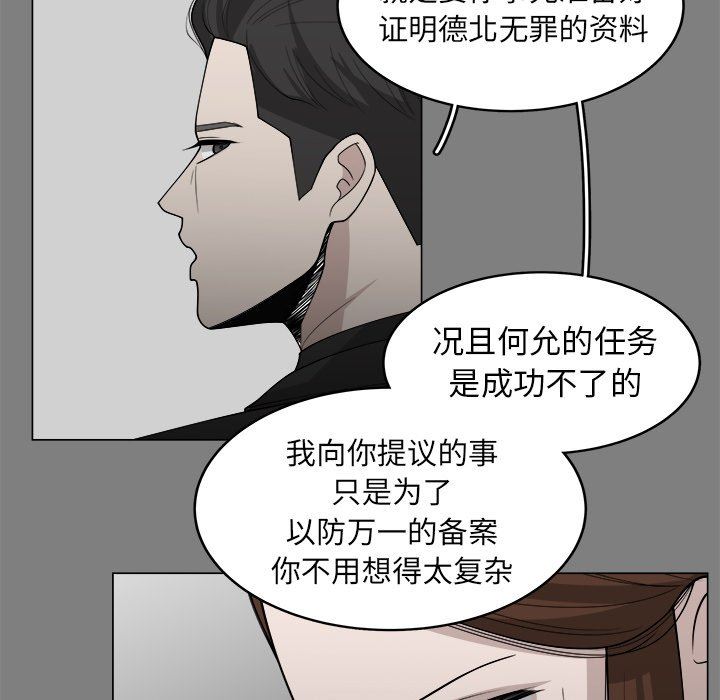 证明德北无罪的资料
况且何允的任务
是成功不了的
我向你提议的事
只是为了
以防万一的备案
你不用想得太复杂